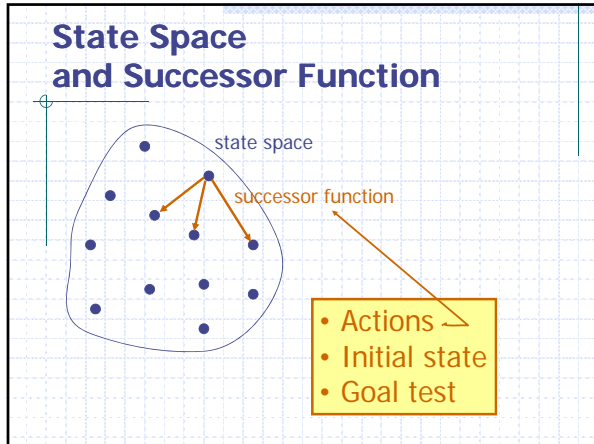 State Space
and Successor Function
state space
successor function
• Actions
• Initial state
• Goal test